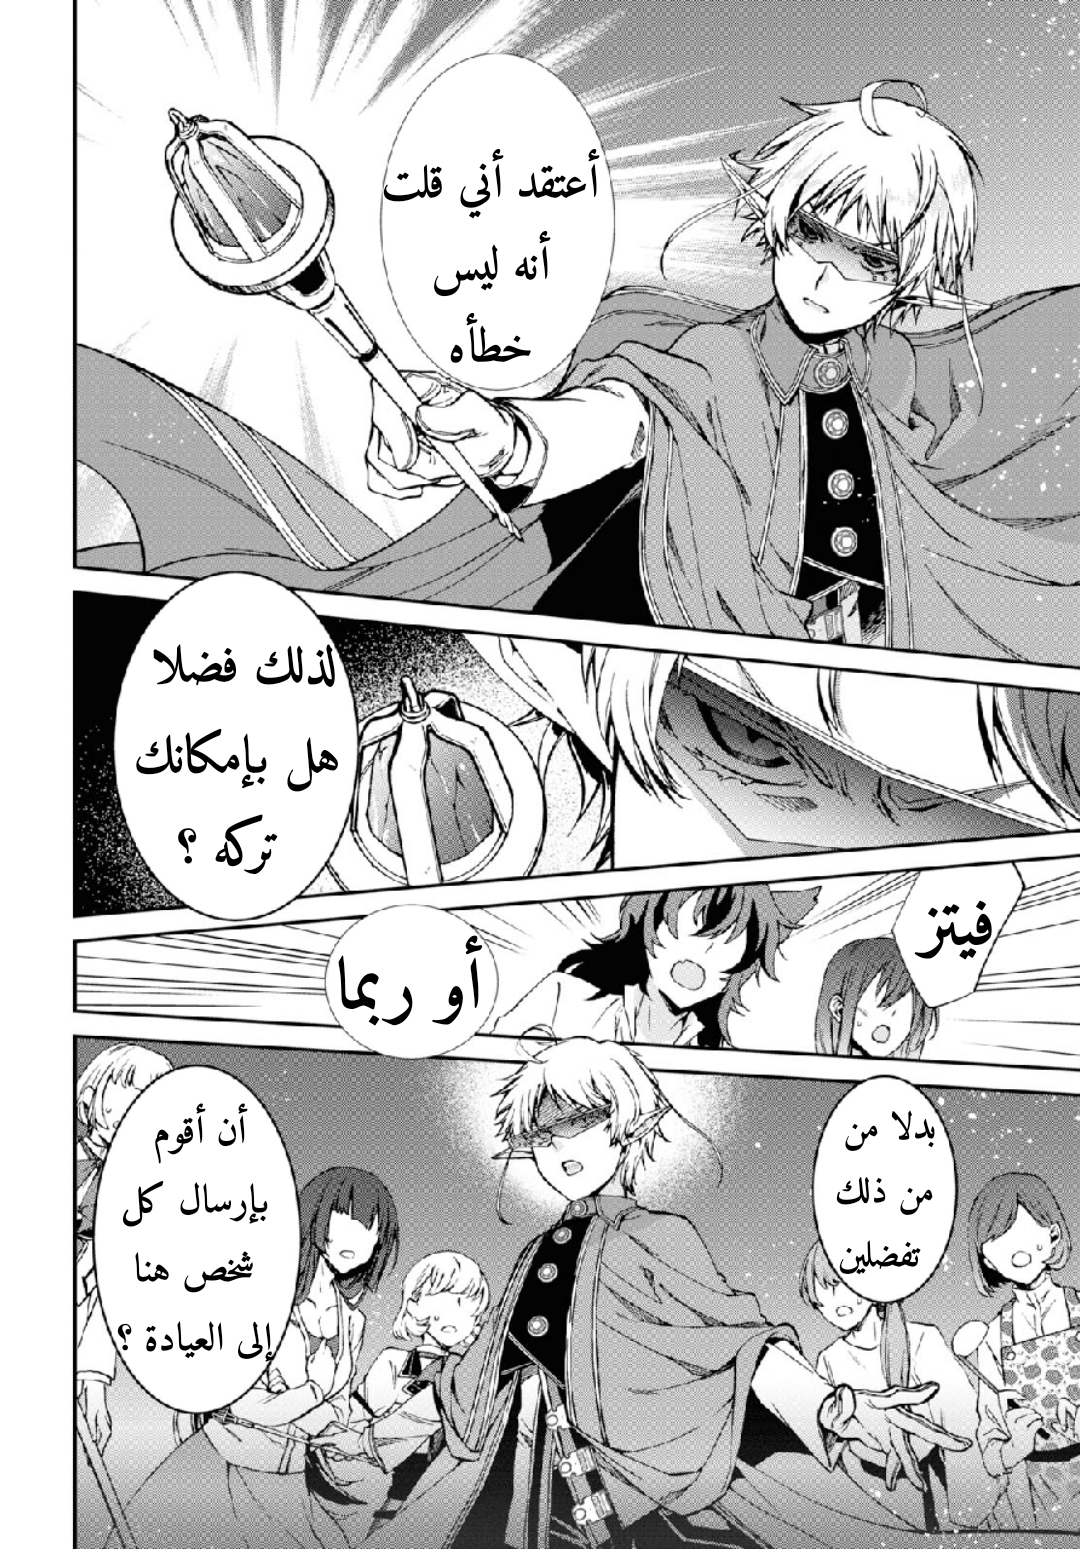 أعتقد أني قلت
أنه ليس
خطأه
لذلك فضلا
هل بإمكانك
تركه ؟
فيتز
أو ربما
بدلا من
من ذلك
تفضلين
أن أقوم
بإرسال كل
شخص هنا
إلى العيادة ؟